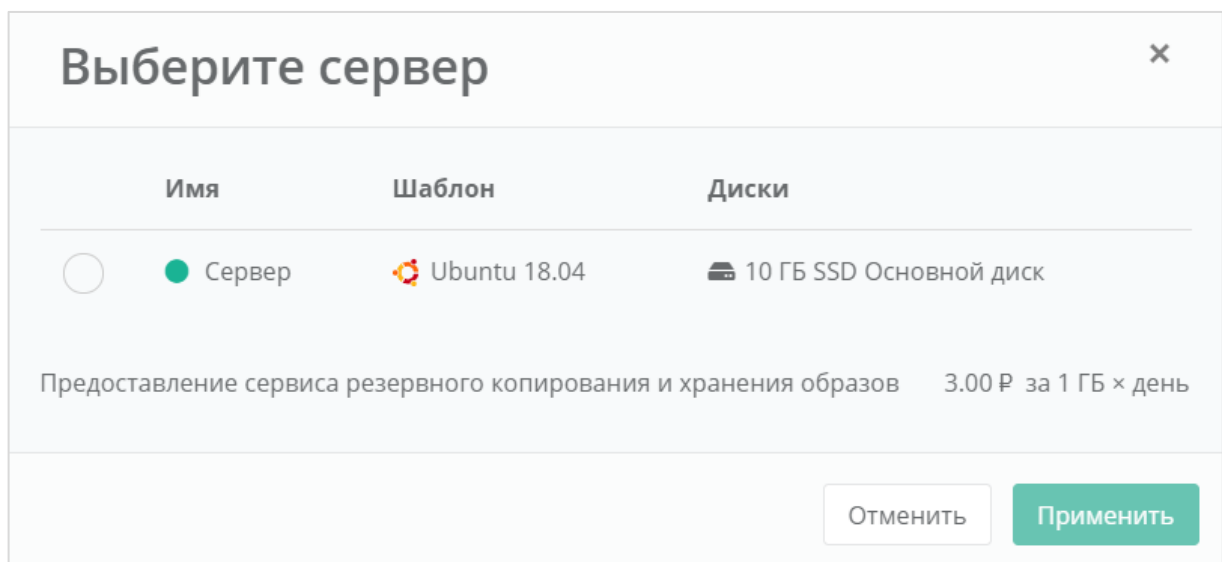 Выберите сервер
×
Имя Шаблон Диски
Сервер Ubuntu 18.04 10 ГБ SSD Основной диск
Предоставление сервиса резервного копирования и хранения образов 3.00 ₽ за 1 ГБ × день
Отменить Применить